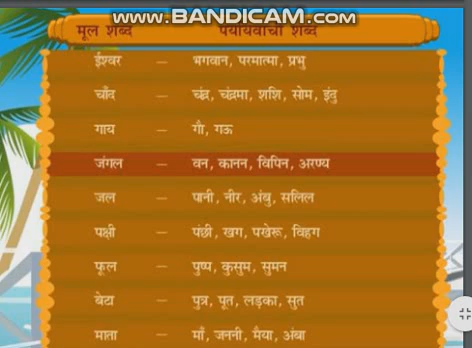 www.BANDICAM.com
मूल शब्द पर्यायवाची शब्द
ईश्वर – भगवान, परमात्मा, प्रभु
चाँद – चंद्र, चंद्रमा, शशि, सोम, इंदु
गाय – गौ, गऊ
जंगल – वन, कानन, विपिन, अरण्य
जल – पानी, नीर, अंबु, सलिल
पक्षी – पंछी, खग, पखेरू, विहग
फूल – पुष्प, कुसुम, सुमन
बेटा – पुत्र, पूत, लड़का, सुत
माता – माँ, जननी, मैया, अंबा